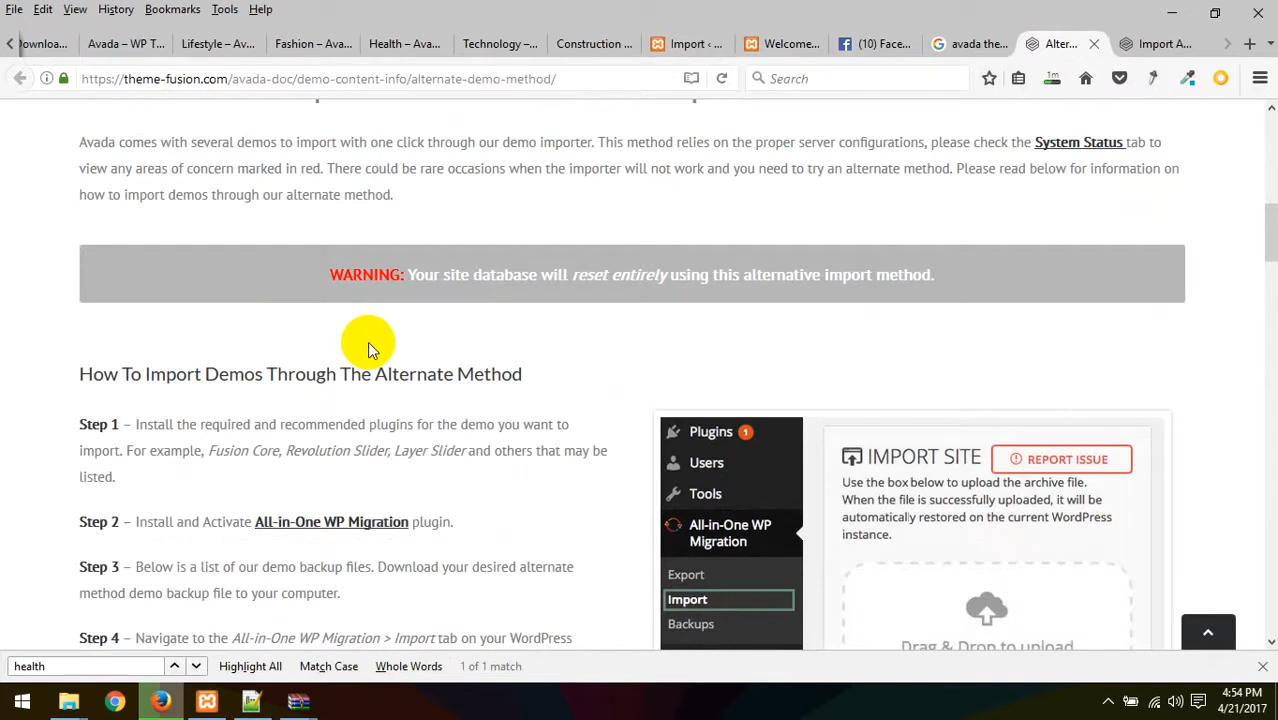 File Edit View History Bookmarks Tools Help
Downloa... Avada – WP T... Lifestyle – Av... Fashion – Ava... Health – Ava... Technology –... Construction ... Import ‹ ... Welcome... (10) Face... avada the... Alter... Import A...
https://theme-fusion.com/avada-doc/demo-content-info/alternate-demo-method/ Search 1m
Avada comes with several demos to import with one click through our demo importer. This method relies on the proper server configurations, please check the System Status tab to
view any areas of concern marked in red. There could be rare occasions when the importer will not work and you need to try an alternate method. Please read below for information on
how to import demos through our alternate method.
WARNING: Your site database will reset entirely using this alternative import method.
How To Import Demos Through The Alternate Method
Step 1 – Install the required and recommended plugins for the demo you want to
import. For example, Fusion Core, Revolution Slider, Layer Slider and others that may be
listed.
Step 2 – Install and Activate All-in-One WP Migration plugin.
Step 3 – Below is a list of our demo backup files. Download your desired alternate
method demo backup file to your computer.
Step 4 – Navigate to the All-in-One WP Migration > Import tab on your WordPress
Plugins 1
Users
Tools
All-in-One WP
Migration
Export
Import
Backups
IMPORT SITE REPORT ISSUE
Use the box below to upload the archive file.
When the file is successfully uploaded, it will be
automatically restored on the current WordPress
instance.
Drag & Drop to upload
health Highlight All Match Case Whole Words 1 of 1 match
4:54 PM
4/21/2017